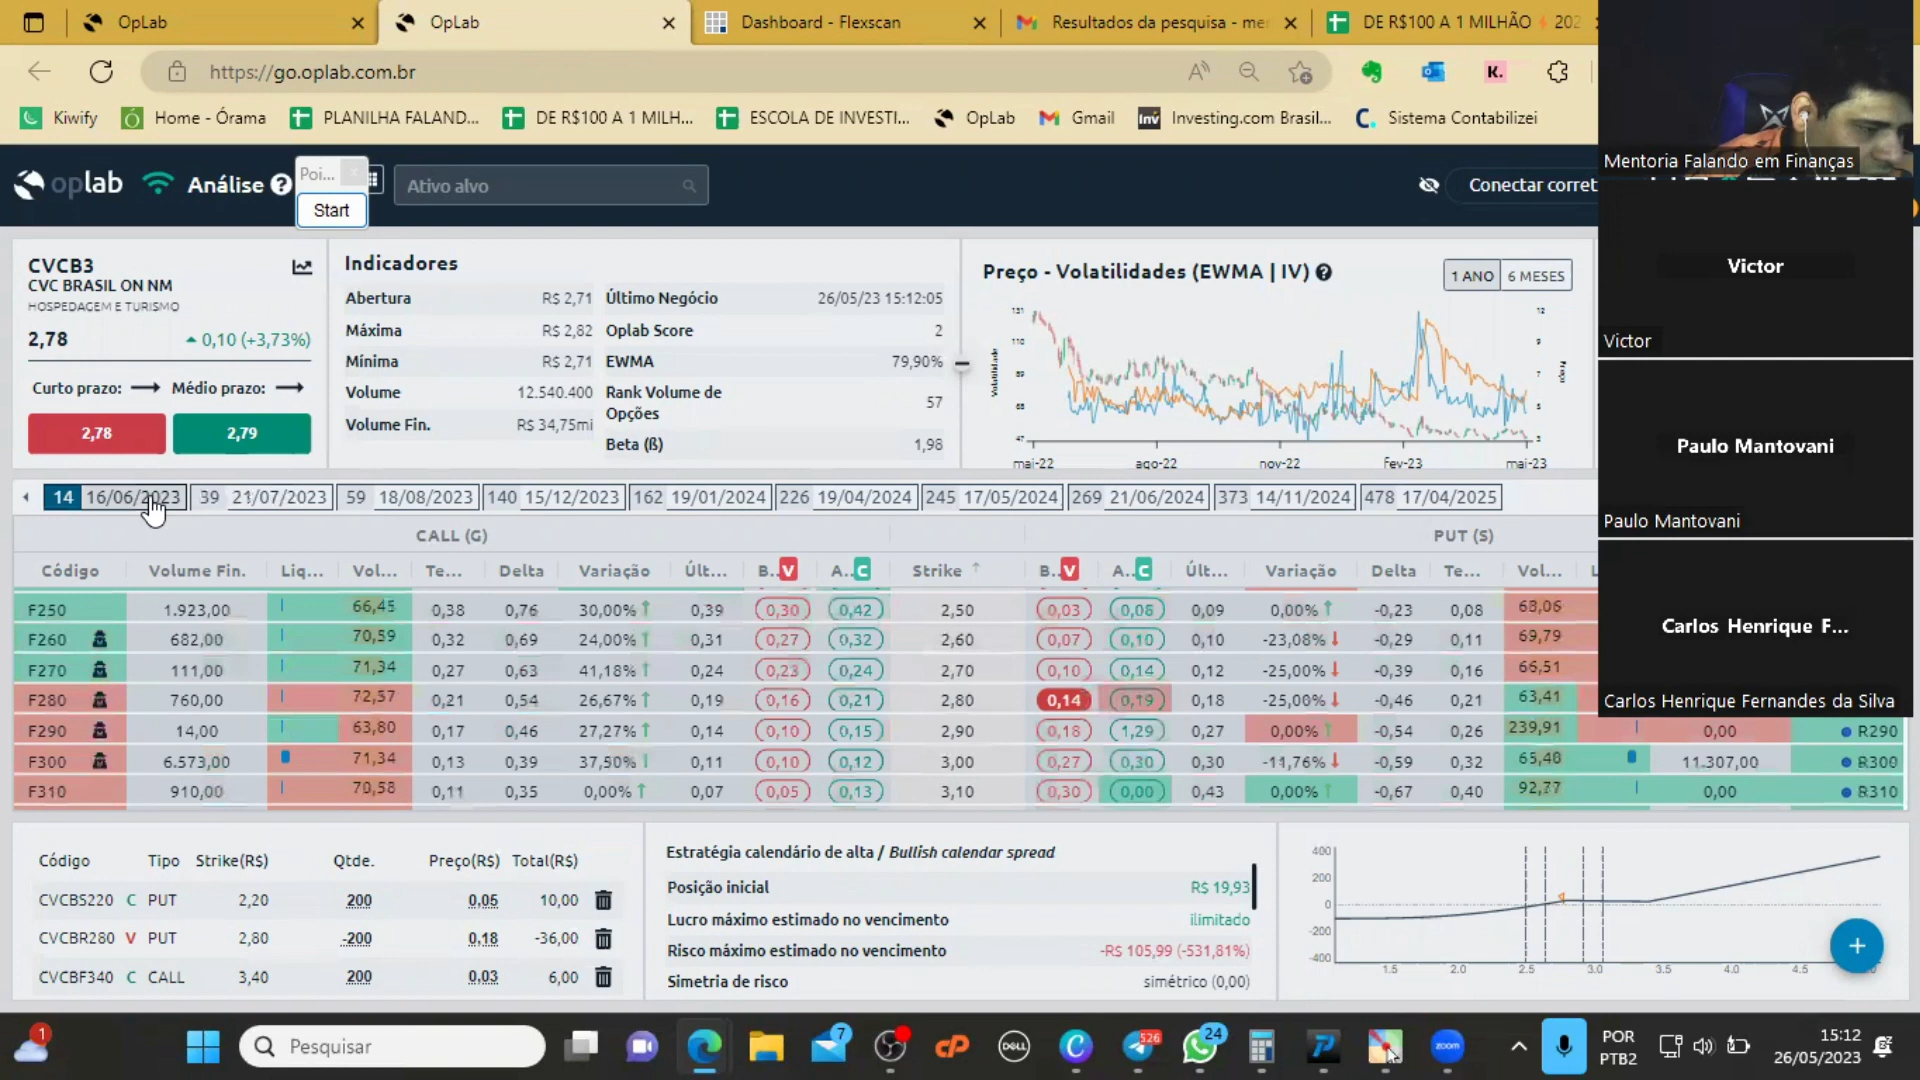 OpLab
OpLab
Dashboard - Flexscan
Resultados da pesquisa - me
DE R$100 A 1 MILHÃO
202
https://go.oplab.com.br
Kiwify
Home - Órama
PLANILHA FALAND...
DE R$100 A 1 MILH...
ESCOLA DE INVESTI...
OpLab
Gmail
Investing.com Brasil...
Sistema Contabilizei
oplab
Análise
Poi...
Start
Ativo alvo
Conectar corret
Mentoria Falando em Finanças
Victor
Victor
Paulo Mantovani
Paulo Mantovani
Carlos Henrique F...
Carlos Henrique Fernandes da Silva
CVCB3
CVC BRASIL ON NM
HOSPEDAGEM E TURISMO
2,78 0,10 (+3,73%)
Curto prazo: Médio prazo:
2,78 2,79
Indicadores
Abertura R$ 2,71 Último Negócio 26/05/23 15:12:05
Máxima R$ 2,82 Oplab Score 2
Mínima R$ 2,71 EWMA 79,90%
Volume 12.540.400 Rank Volume de Opções 57
Volume Fin. R$ 34,75mi Beta (ß) 1,98
Preço - Volatilidades (EWMA | IV)
1 ANO 6 MESES
Volatilidade
Preço
131 110 89 68 47
mai-22 ago-22 nov-22 fev-23 mai-23
14 16/06/2023 39 21/07/2023 59 18/08/2023 140 15/12/2023 162 19/01/2024 226 19/04/2024 245 17/05/2024 269 21/06/2024 373 14/11/2024 478 17/04/2025
CALL (G) PUT (S)
Código Volume Fin. Liq... Vol... Te... Delta Variação Últ... B.. V A.. C Strike B.. V A.. C Últ... Variação Delta Te... Vol... L
F250 1.923,00 66,45 0,38 0,76 30,00% 0,39 0,30 0,42 2,50 0,03 0,08 0,09 0,00% -0,23 0,08 68,06
F260 682,00 70,59 0,32 0,69 24,00% 0,31 0,27 0,32 2,60 0,07 0,10 0,10 -23,08% -0,29 0,11 69,79
F270 111,00 71,34 0,27 0,63 41,18% 0,24 0,23 0,24 2,70 0,10 0,14 0,12 -25,00% -0,39 0,16 66,51
F280 760,00 72,57 0,21 0,54 26,67% 0,19 0,16 0,21 2,80 0,14 0,19 0,18 -25,00% -0,46 0,21 63,41
F290 14,00 63,80 0,17 0,46 27,27% 0,14 0,10 0,15 2,90 0,18 1,29 0,27 0,00% -0,54 0,26 239,91 0,00 R290
F300 6.573,00 71,34 0,13 0,39 37,50% 0,11 0,10 0,12 3,00 0,27 0,30 0,30 -11,76% -0,59 0,32 65,48 11.307,00 R300
F310 910,00 70,58 0,11 0,35 0,00% 0,07 0,05 0,13 3,10 0,30 0,00 0,43 0,00% -0,67 0,40 92,77 0,00 R310
Código Tipo Strike(R$) Qtde. Preço(R$) Total(R$)
CVCBS220 C PUT 2,20 200 0,05 10,00
CVCBR280 V PUT 2,80 -200 0,18 -36,00
CVCBF340 C CALL 3,40 200 0,03 6,00
Estratégia calendário de alta / Bullish calendar spread
Posição inicial R$ 19,93
Lucro máximo estimado no vencimento ilimitado
Risco máximo estimado no vencimento -R$ 105,99 (-531,81%)
Simetria de risco simétrico (0,00)
400
200
0
-200
-400
1.5 2.0 2.5 3.0 3.5 4.0 4.5
1
Pesquisar
7
DELL
526
24
zoom
POR
PTB2
15:12
26/05/2023